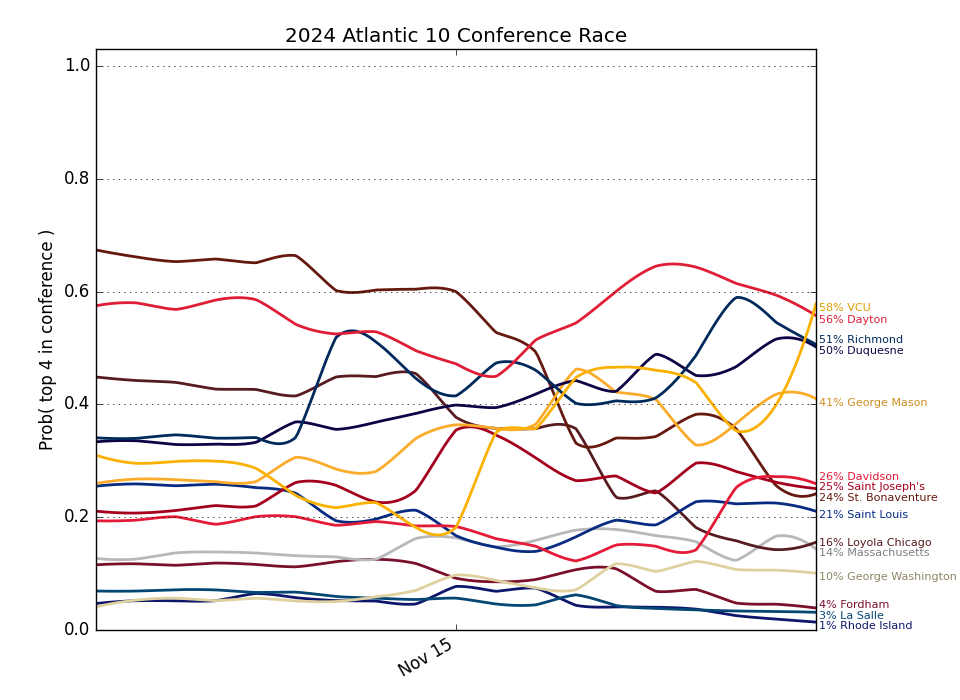 2024 Atlantic 10 Conference Race
Prob( top 4 in conference )
1.0
0.8
0.6
0.4
0.2
0.0
Nov 15
58% VCU
56% Dayton
51% Richmond
50% Duquesne
41% George Mason
26% Davidson
25% Saint Joseph's
24% St. Bonaventure
21% Saint Louis
16% Loyola Chicago
14% Massachusetts
10% George Washington
4% Fordham
3% La Salle
1% Rhode Island